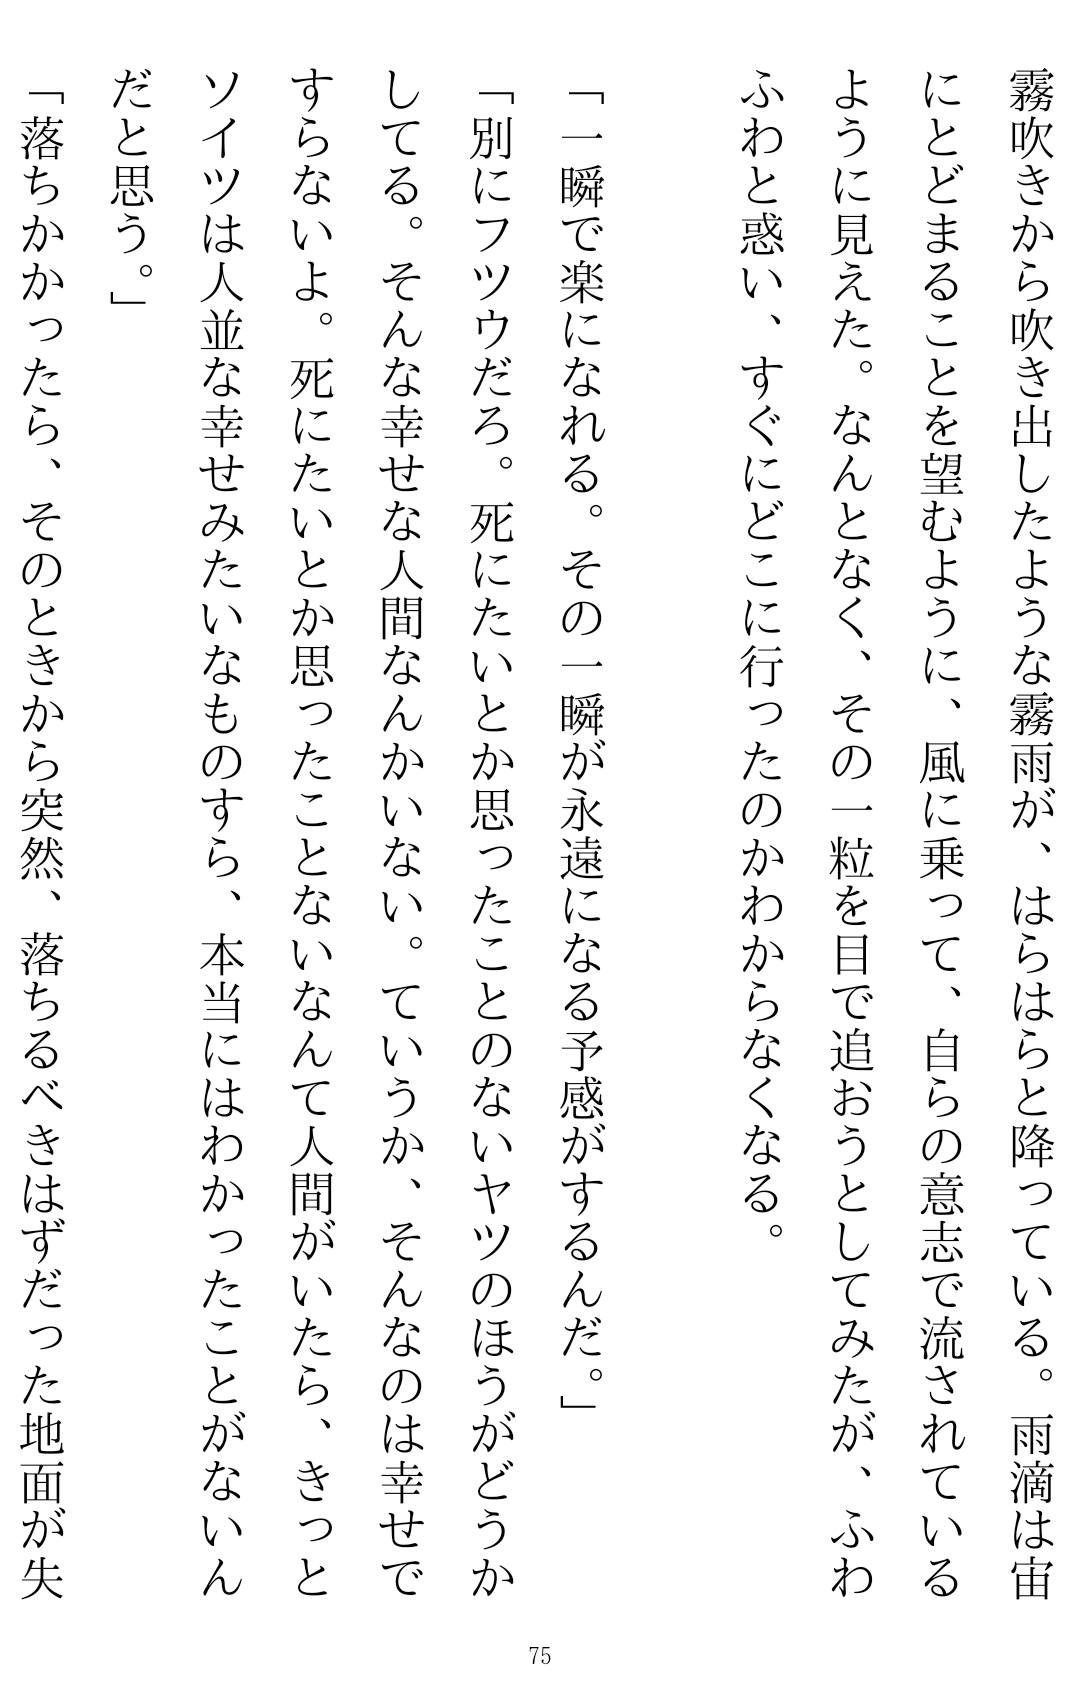 霧吹きから吹き出したような霧雨が、はらはらと降っている。雨滴は宙
にとどまることを望むように、風に乗って、自らの意志で流されている
ように見えた。なんとなく、その一粒を目で追おうとしてみたが、ふわ
ふわと惑い、すぐにどこに行ったのかわからなくなる。
「一瞬で楽になれる。その一瞬が永遠になる予感がするんだ。」
「別にフツウだろ。死にたいとか思ったことのないヤツのほうがどうか
してる。そんな幸せな人間なんかいない。ていうか、そんなのは幸せで
すらないよ。死にたいとか思ったことないなんて人間がいたら、きっと
ソイツは人並な幸せみたいなものすら、本当にはわかったことがないん
だと思う。」
「落ちかかったら、そのときから突然、落ちるべきはずだった地面が失
75